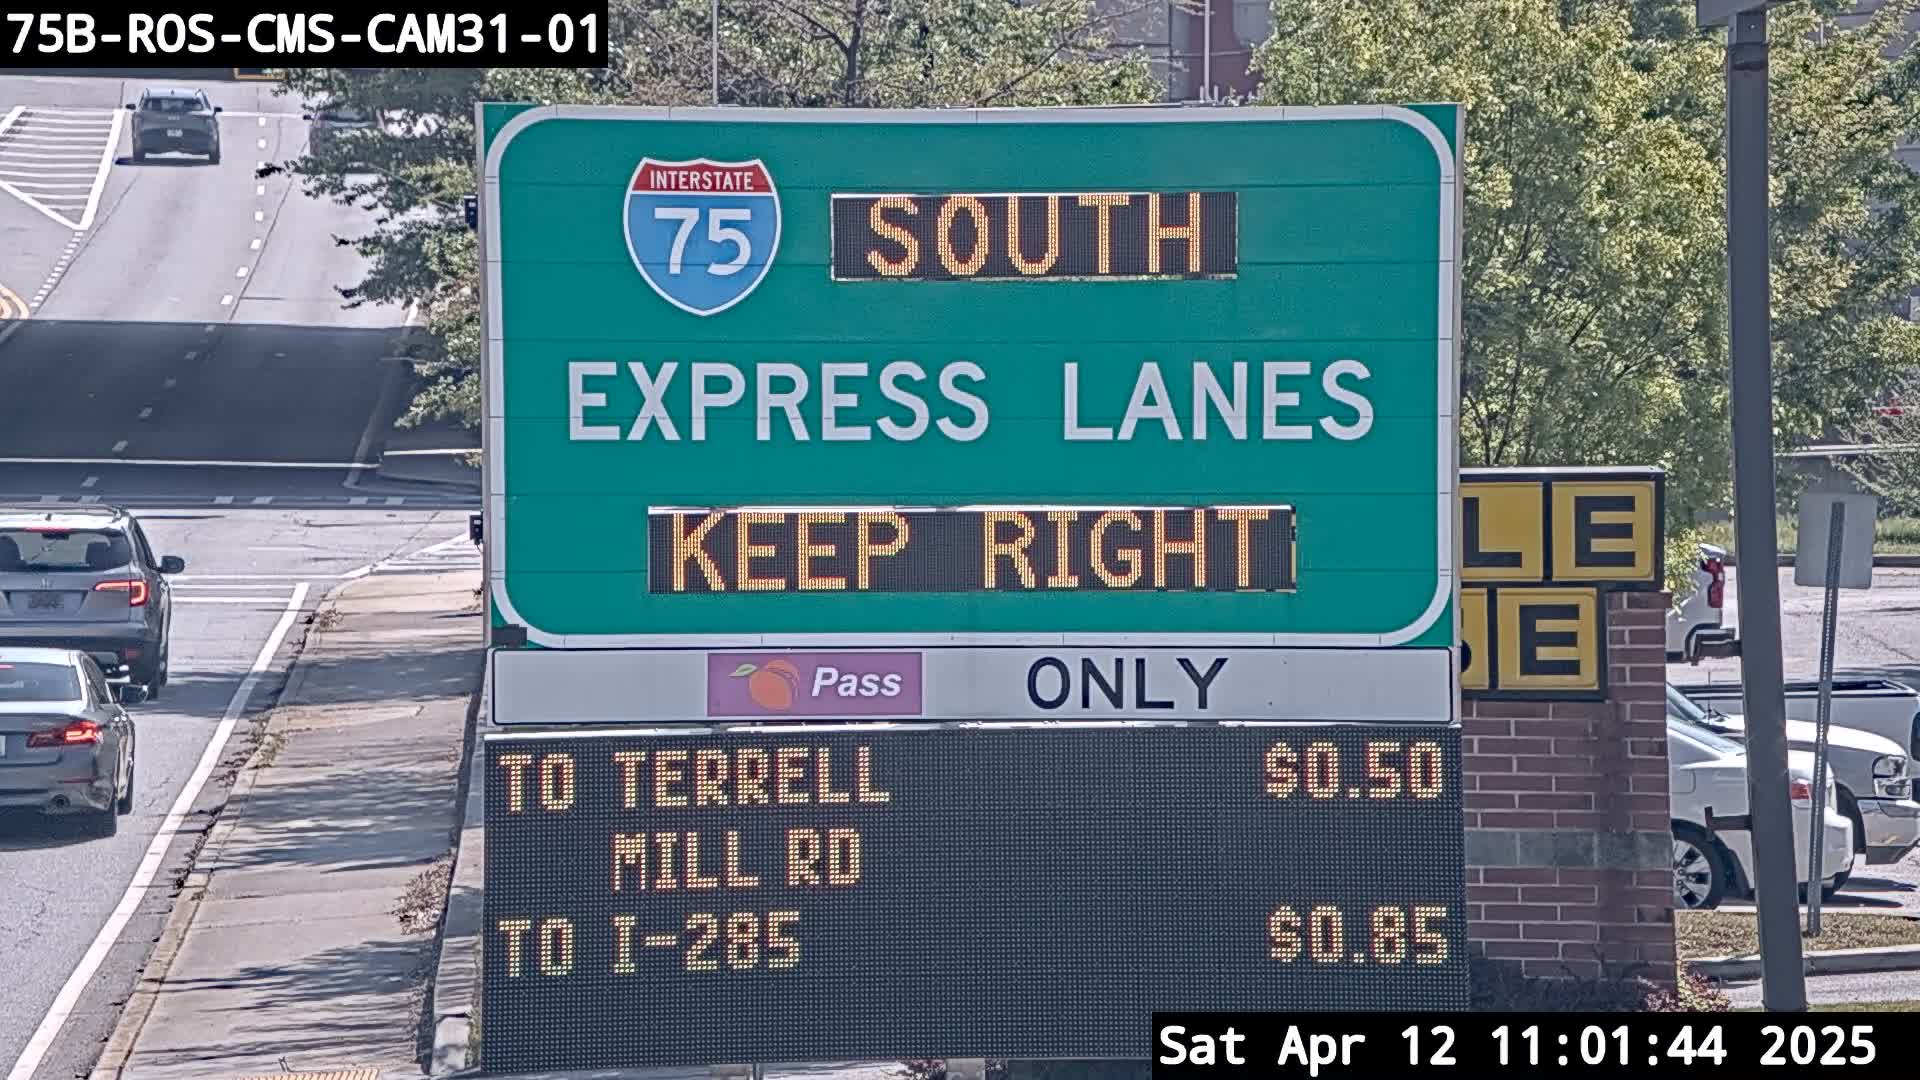 75B-ROS-CMS-CAM31-01
INTERSTATE
75
SOUTH
EXPRESS LANES
KEEP RIGHT
Pass ONLY
TO TERRELL $0.50
MILL RD
TO I-285 $0.85
LE
E
Sat Apr 12 11:01:44 2025